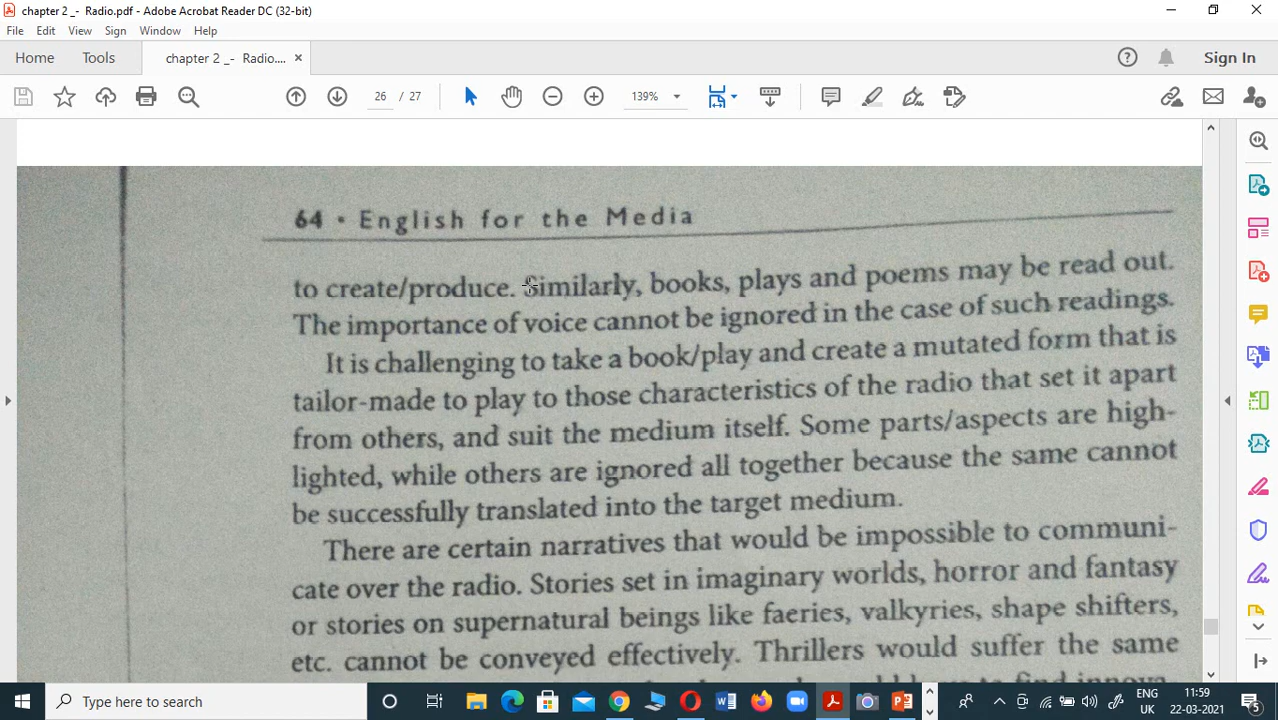 chapter 2 _- Radio.pdf - Adobe Acrobat Reader DC (32-bit)
File Edit View Sign Window Help
Home Tools chapter 2 _- Radio.... × Sign In
26 / 27 139%
64 • English for the Media
to create/produce. Similarly, books, plays and poems may be read out.
The importance of voice cannot be ignored in the case of such readings.
It is challenging to take a book/play and create a mutated form that is
tailor-made to play to those characteristics of the radio that set it apart
from others, and suit the medium itself. Some parts/aspects are high-
lighted, while others are ignored all together because the same cannot
be successfully translated into the target medium.
There are certain narratives that would be impossible to communi-
cate over the radio. Stories set in imaginary worlds, horror and fantasy
or stories on supernatural beings like faeries, valkyries, shape shifters,
etc. cannot be conveyed effectively. Thrillers would suffer the same
to find innova-
Type here to search
ENG 11:59
UK 22-03-2021 5